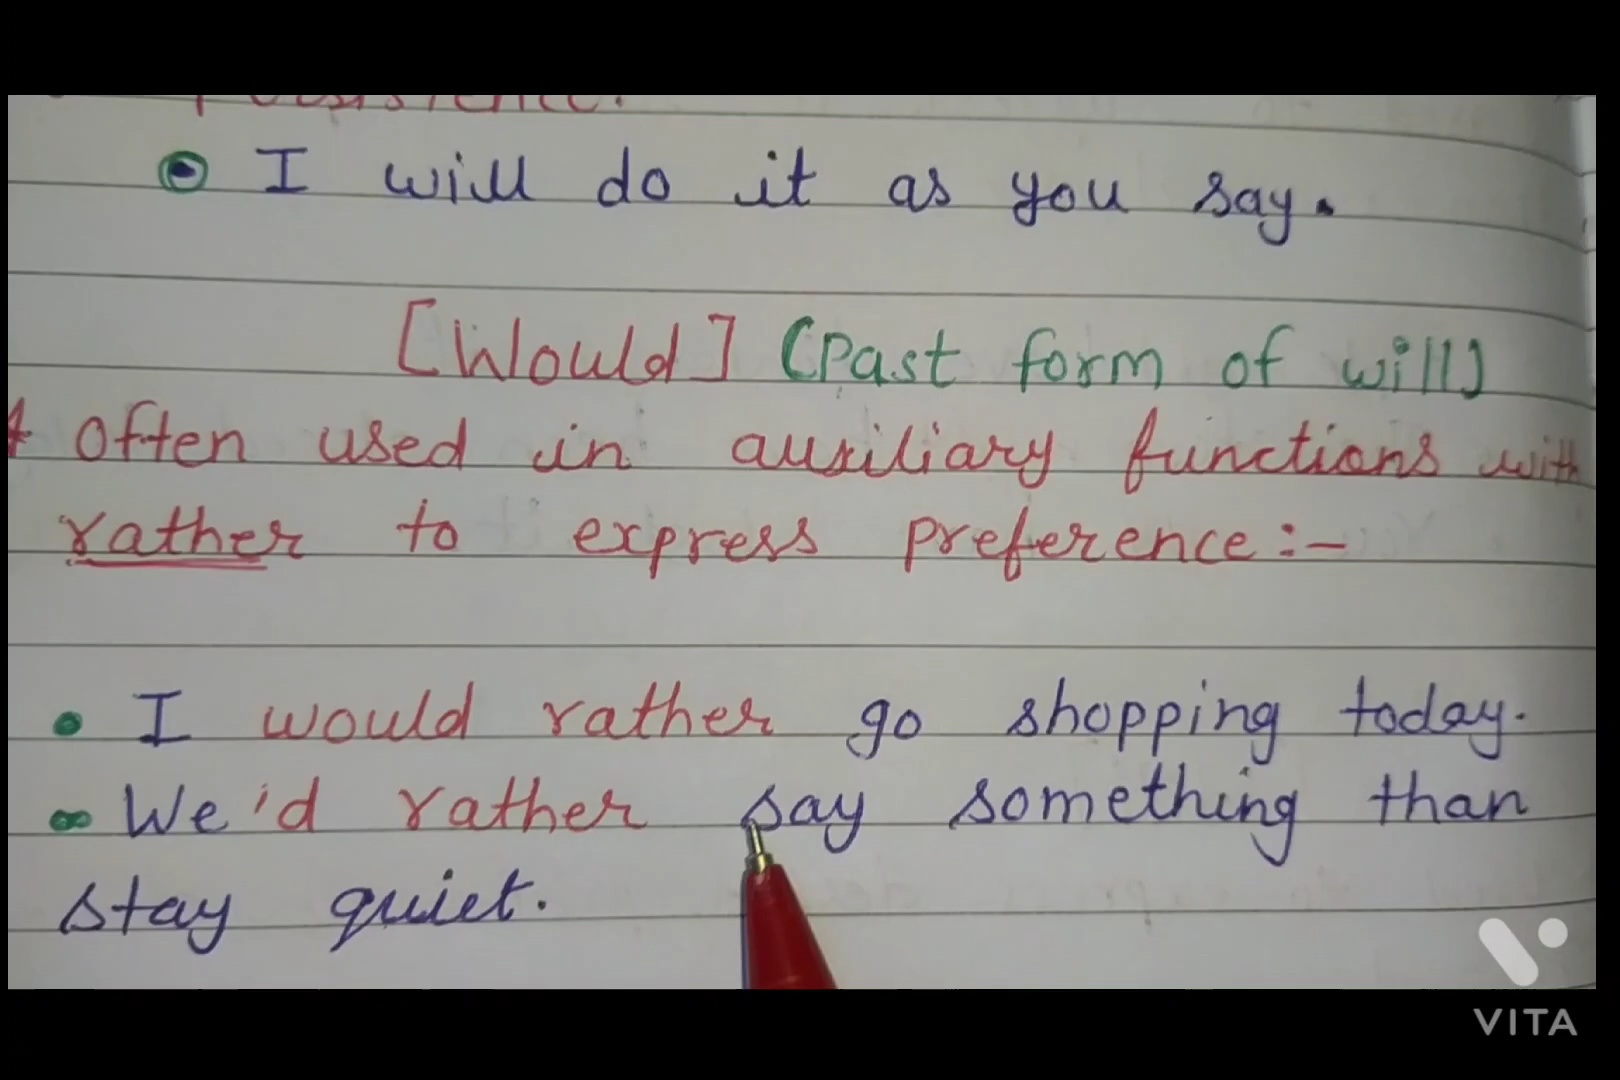 I will do it as you say.
[Would] (Past form of will)
often used in auxiliary functions with
rather to express preference:-
I would rather go shopping today.
We'd rather say something than
stay quiet.
VITA